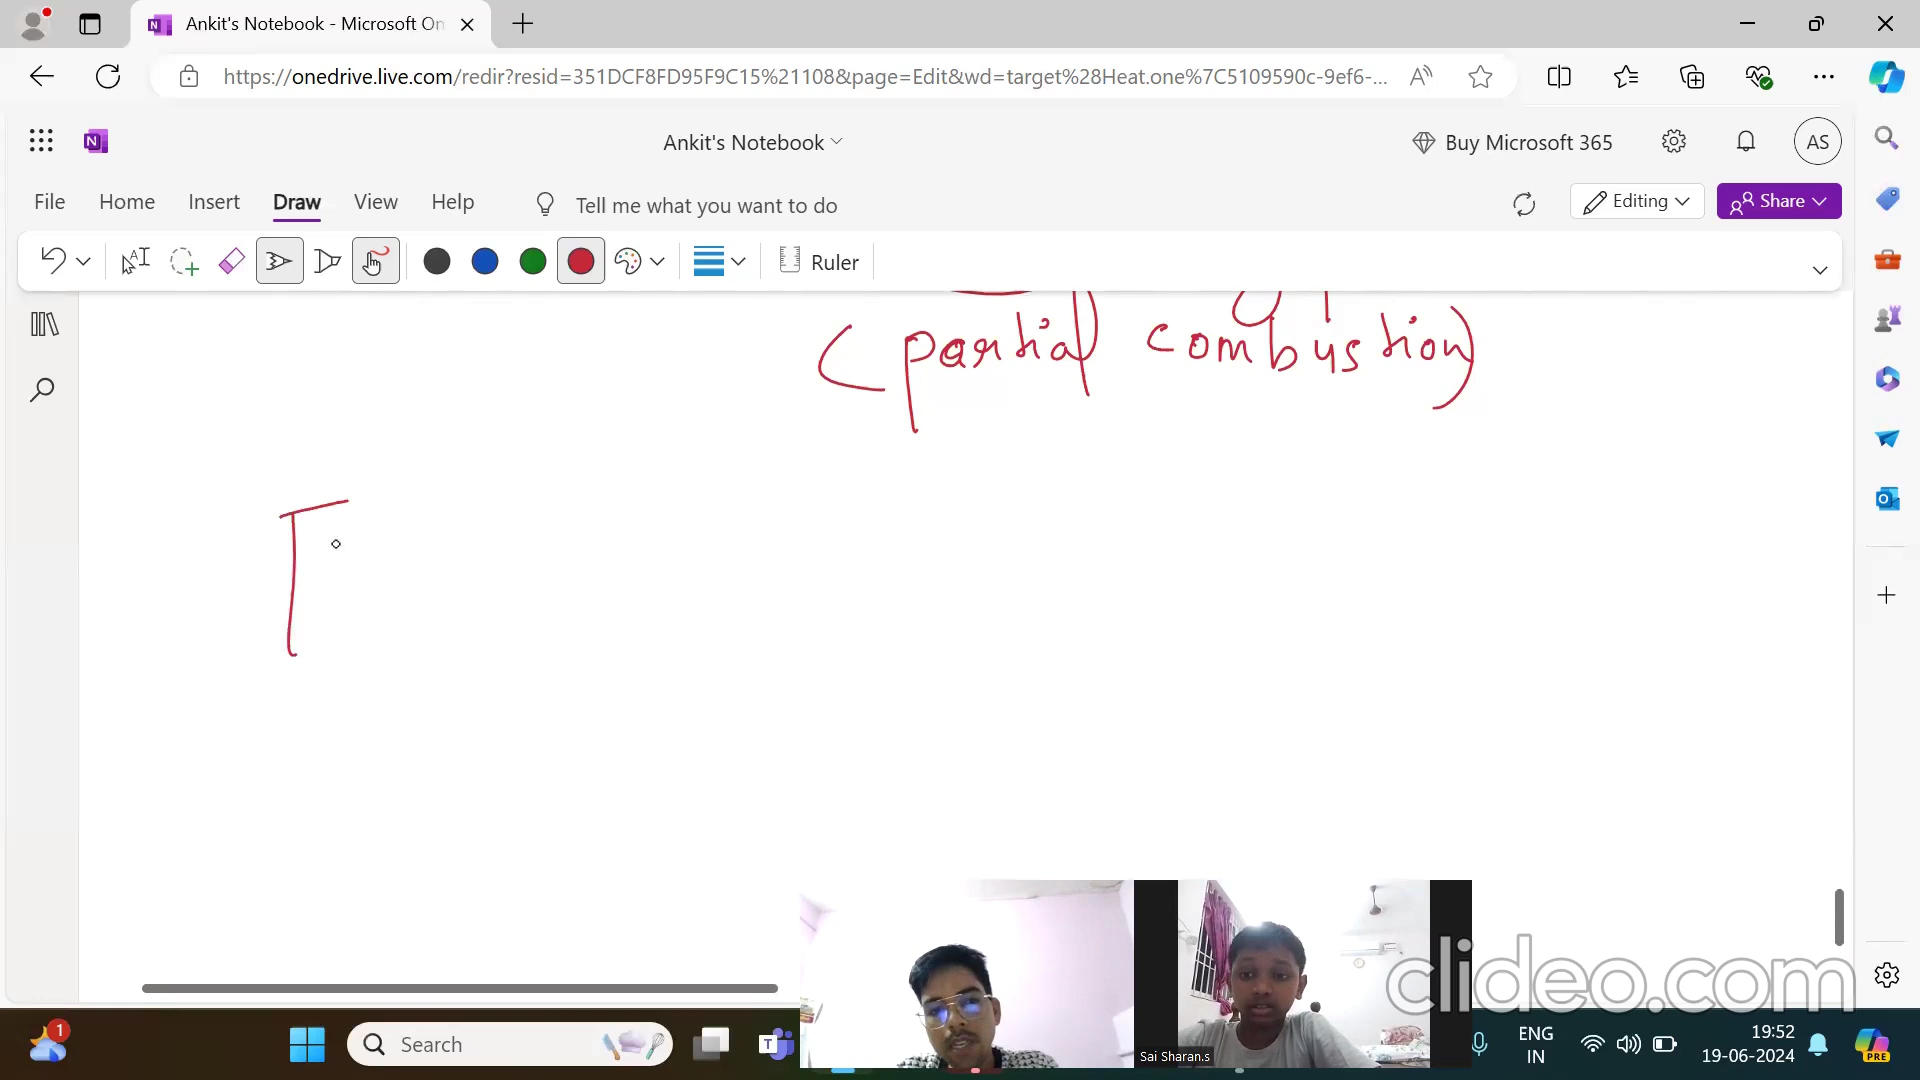 Ankit's Notebook - Microsoft On
https://onedrive.live.com/redir?resid=351DCF8FD95F9C15%21108&page=Edit&wd=target%28Heat.one%7C5109590c-9ef6-...
Ankit's Notebook
Buy Microsoft 365
AS
File Home Insert Draw View Help Tell me what you want to do
Editing
Share
Ruler
(partial combustion)
clideo.com
Sai Sharan.s
1
Search
ENG
IN
19:52
19-06-2024
PRE